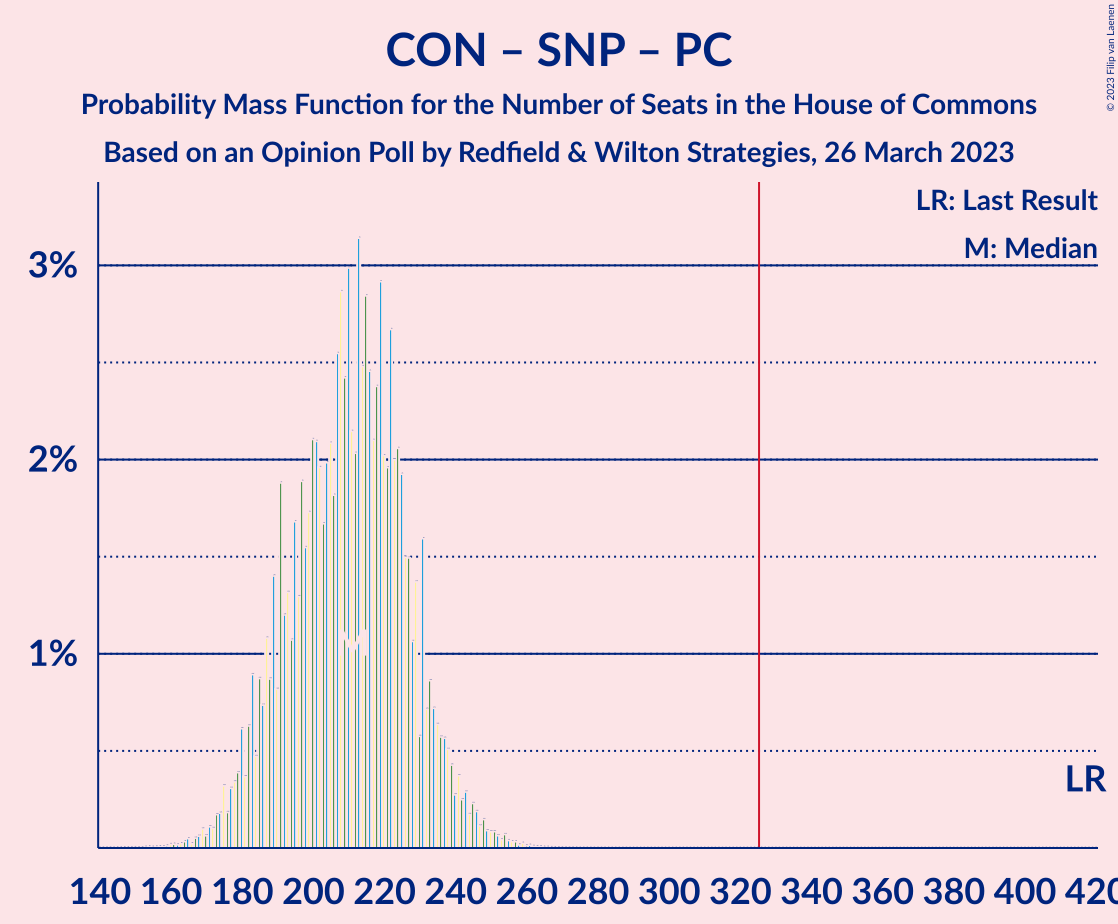 CON – SNP – PC
Probability Mass Function for the Number of Seats in the House of Commons
Based on an Opinion Poll by Redfield & Wilton Strategies, 26 March 2023
© 2023 Filip van Laenen
LR: Last Result
M: Median
3%
2%
1%
LR
140 160 180 200 220 240 260 280 300 320 340 360 380 400 420